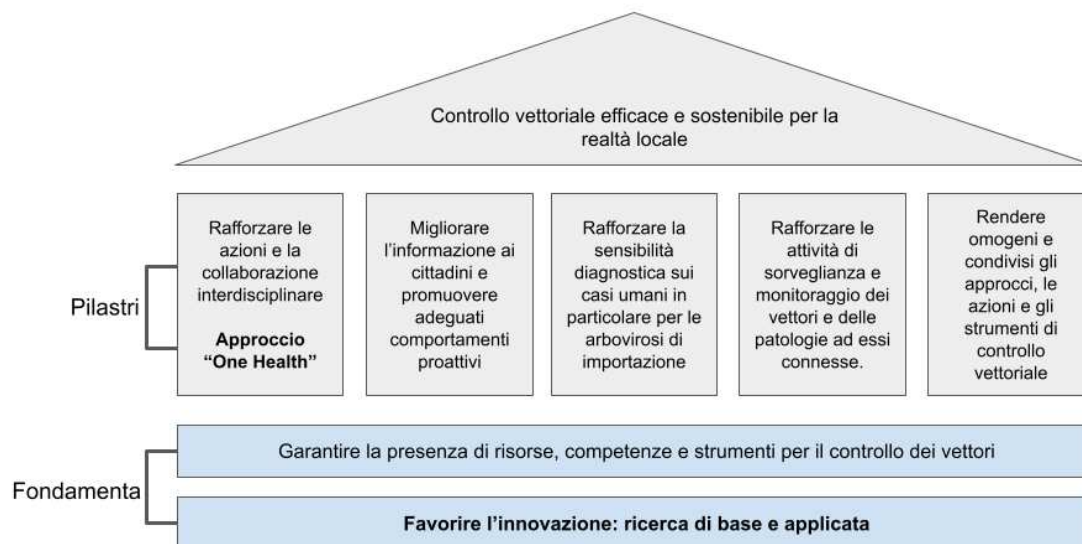 Controllo vettoriale efficace e sostenibile per la
realtà locale
Pilastri
Rafforzare le
azioni e la
collaborazione
interdisciplinare
Approccio
“One Health”
Migliorare
l’informazione ai
cittadini e
promuovere
adeguati
comportamenti
proattivi
Rafforzare la
sensibilità
diagnostica sui
casi umani in
particolare per le
arbovirosi di
importazione
Rafforzare le
attività di
sorveglianza e
monitoraggio dei
vettori e delle
patologie ad essi
connesse.
Rendere
omogeni e
condivisi gli
approcci, le
azioni e gli
strumenti di
controllo
vettoriale
Fondamenta
Garantire la presenza di risorse, competenze e strumenti per il controllo dei vettori
Favorire l’innovazione: ricerca di base e applicata